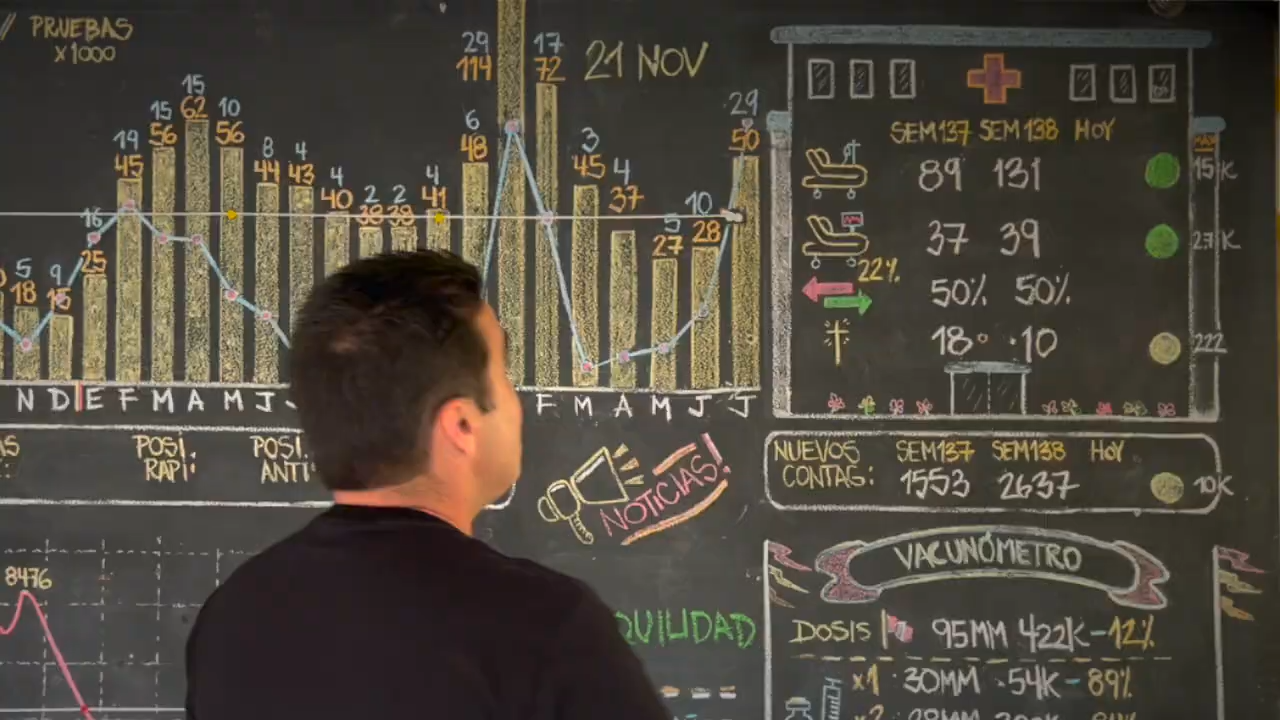 PRUEBAS
x1000
21 NOV
29
114
17
72
15
62
15
56
10
56
19
45
6
48
8
44
4
43
4
40
2
38
2
38
4
41
3
45
4
37
5
27
10
28
29
50
16
25
9
15
5
18
N D E F M A M J
F M A M J J
SEM137 SEM138 HOY
89 131
15K
37 39
22%
50% 50%
18 10
222
POSI. RAPI:
POSI. ANTI
NOTICIAS!
NUEVOS CONTAG:
SEM137 SEM138 HOY
1553 2637
10K
8476
VACUNÓMETRO
QUILIDAD
DOSIS 95MM 422K-12%
x1 30MM 54K-89%